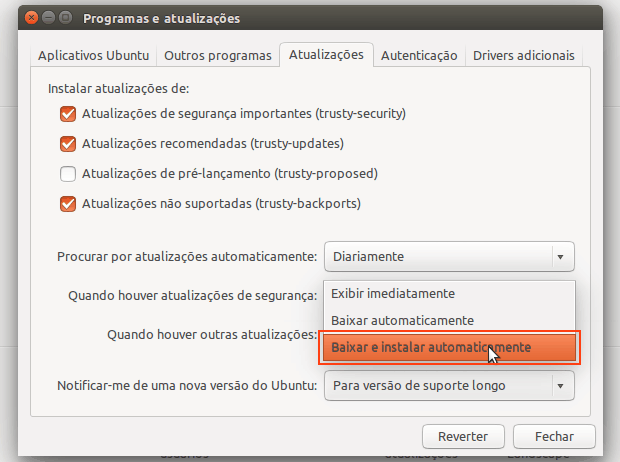 Programas e atualizações
Aplicativos Ubuntu Outros programas Atualizações Autenticação Drivers adicionais
Instalar atualizações de:
Atualizações de segurança importantes (trusty-security)
Atualizações recomendadas (trusty-updates)
Atualizações de pré-lançamento (trusty-proposed)
Atualizações não suportadas (trusty-backports)
Procurar por atualizações automaticamente: Diariamente
Quando houver atualizações de segurança: Exibir imediatamente
Baixar automaticamente
Quando houver outras atualizações: Baixar e instalar automaticamente
Notificar-me de uma nova versão do Ubuntu: Para versão de suporte longo
Reverter Fechar